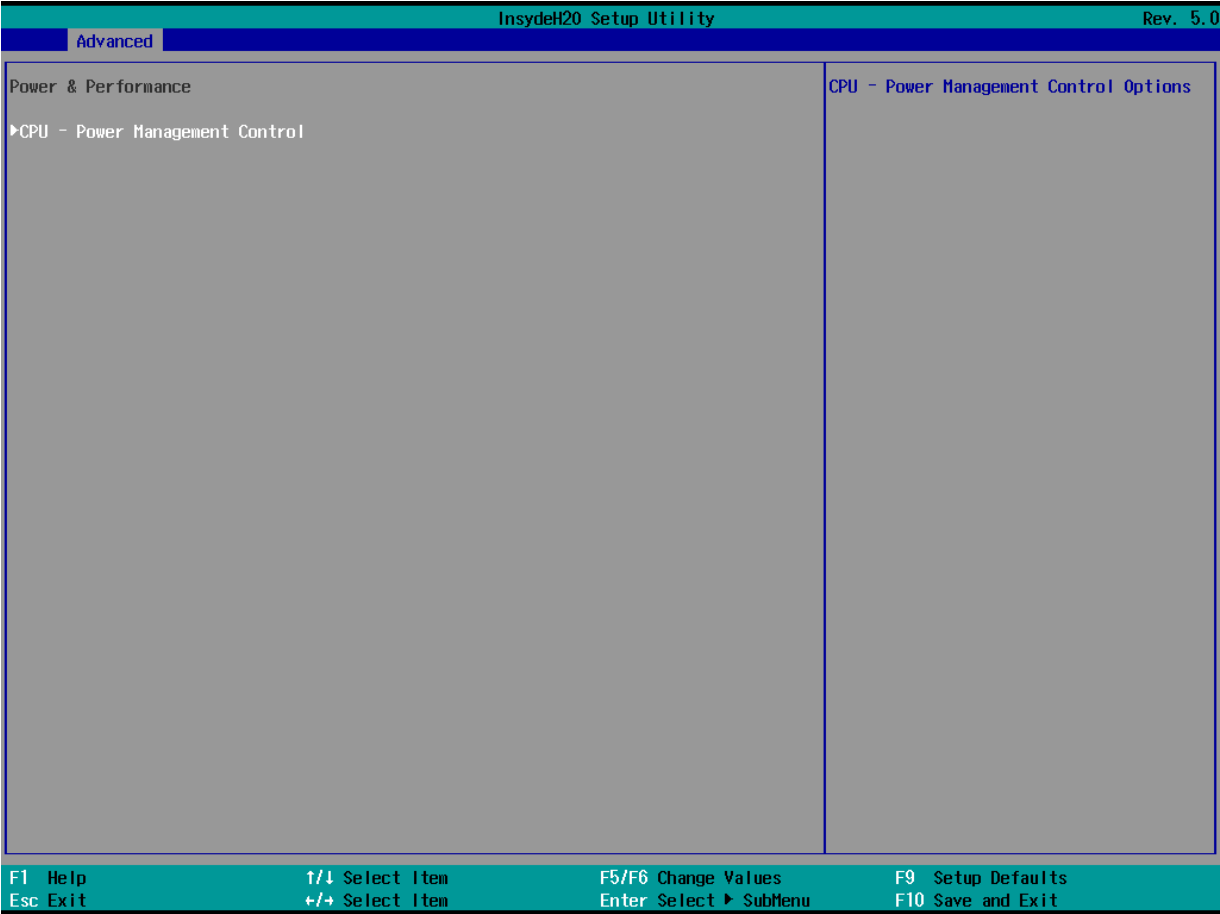 InsydeH20 Setup Utility Rev. 5.0
Advanced
Power & Performance
CPU - Power Management Control Options
▶CPU - Power Management Control
F1 Help ↑/↓ Select Item F5/F6 Change Values F9 Setup Defaults
Esc Exit ←/→ Select Item Enter Select ▶ SubMenu F10 Save and Exit